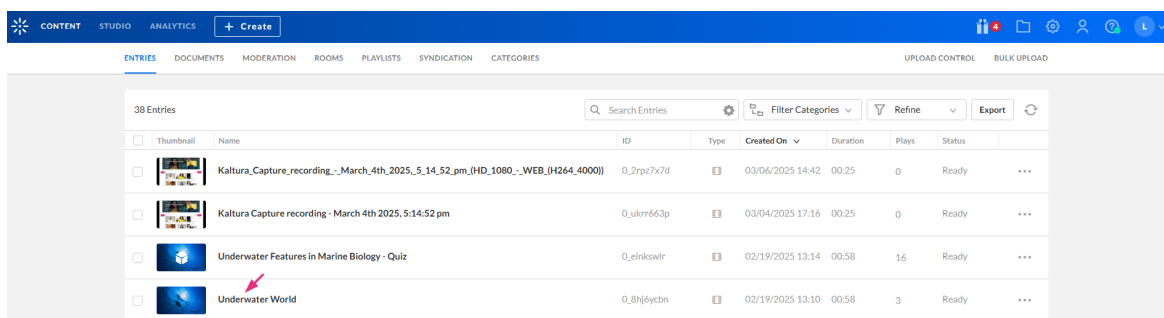 CONTENT STUDIO ANALYTICS + Create 4 L
ENTRIES DOCUMENTS MODERATION ROOMS PLAYLISTS SYNDICATION CATEGORIES UPLOAD CONTROL BULK UPLOAD
38 Entries Search Entries Filter Categories Refine Export
Thumbnail Name ID Type Created On Duration Plays Status
Kaltura_Capture_recording_-_March_4th_2025,_5_14_52_pm_(HD_1080_-_WEB_(H264_4000)) 0_2rpz7x7d 03/06/2025 14:42 00:25 0 Ready
Kaltura Capture recording - March 4th 2025, 5:14:52 pm 0_ukrr663p 03/04/2025 17:16 00:25 0 Ready
Underwater Features in Marine Biology - Quiz 0_elnkswlr 02/19/2025 13:14 00:58 16 Ready
Underwater World 0_8hj6ycbn 02/19/2025 13:10 00:58 3 Ready